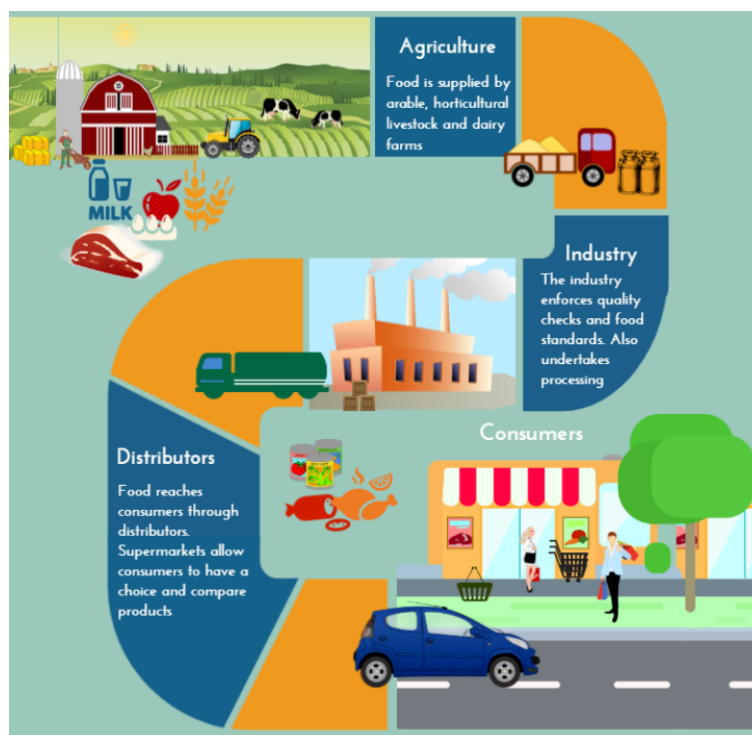 Agriculture
Food is supplied by
arable, horticultural
livestock and dairy
farms
MILK
Industry
The industry
enforces quality
checks and food
standards. Also
undertakes
processing
Consumers
Distributors
Food reaches
consumers through
distributors.
Supermarkets allow
consumers to have a
choice and compare
products